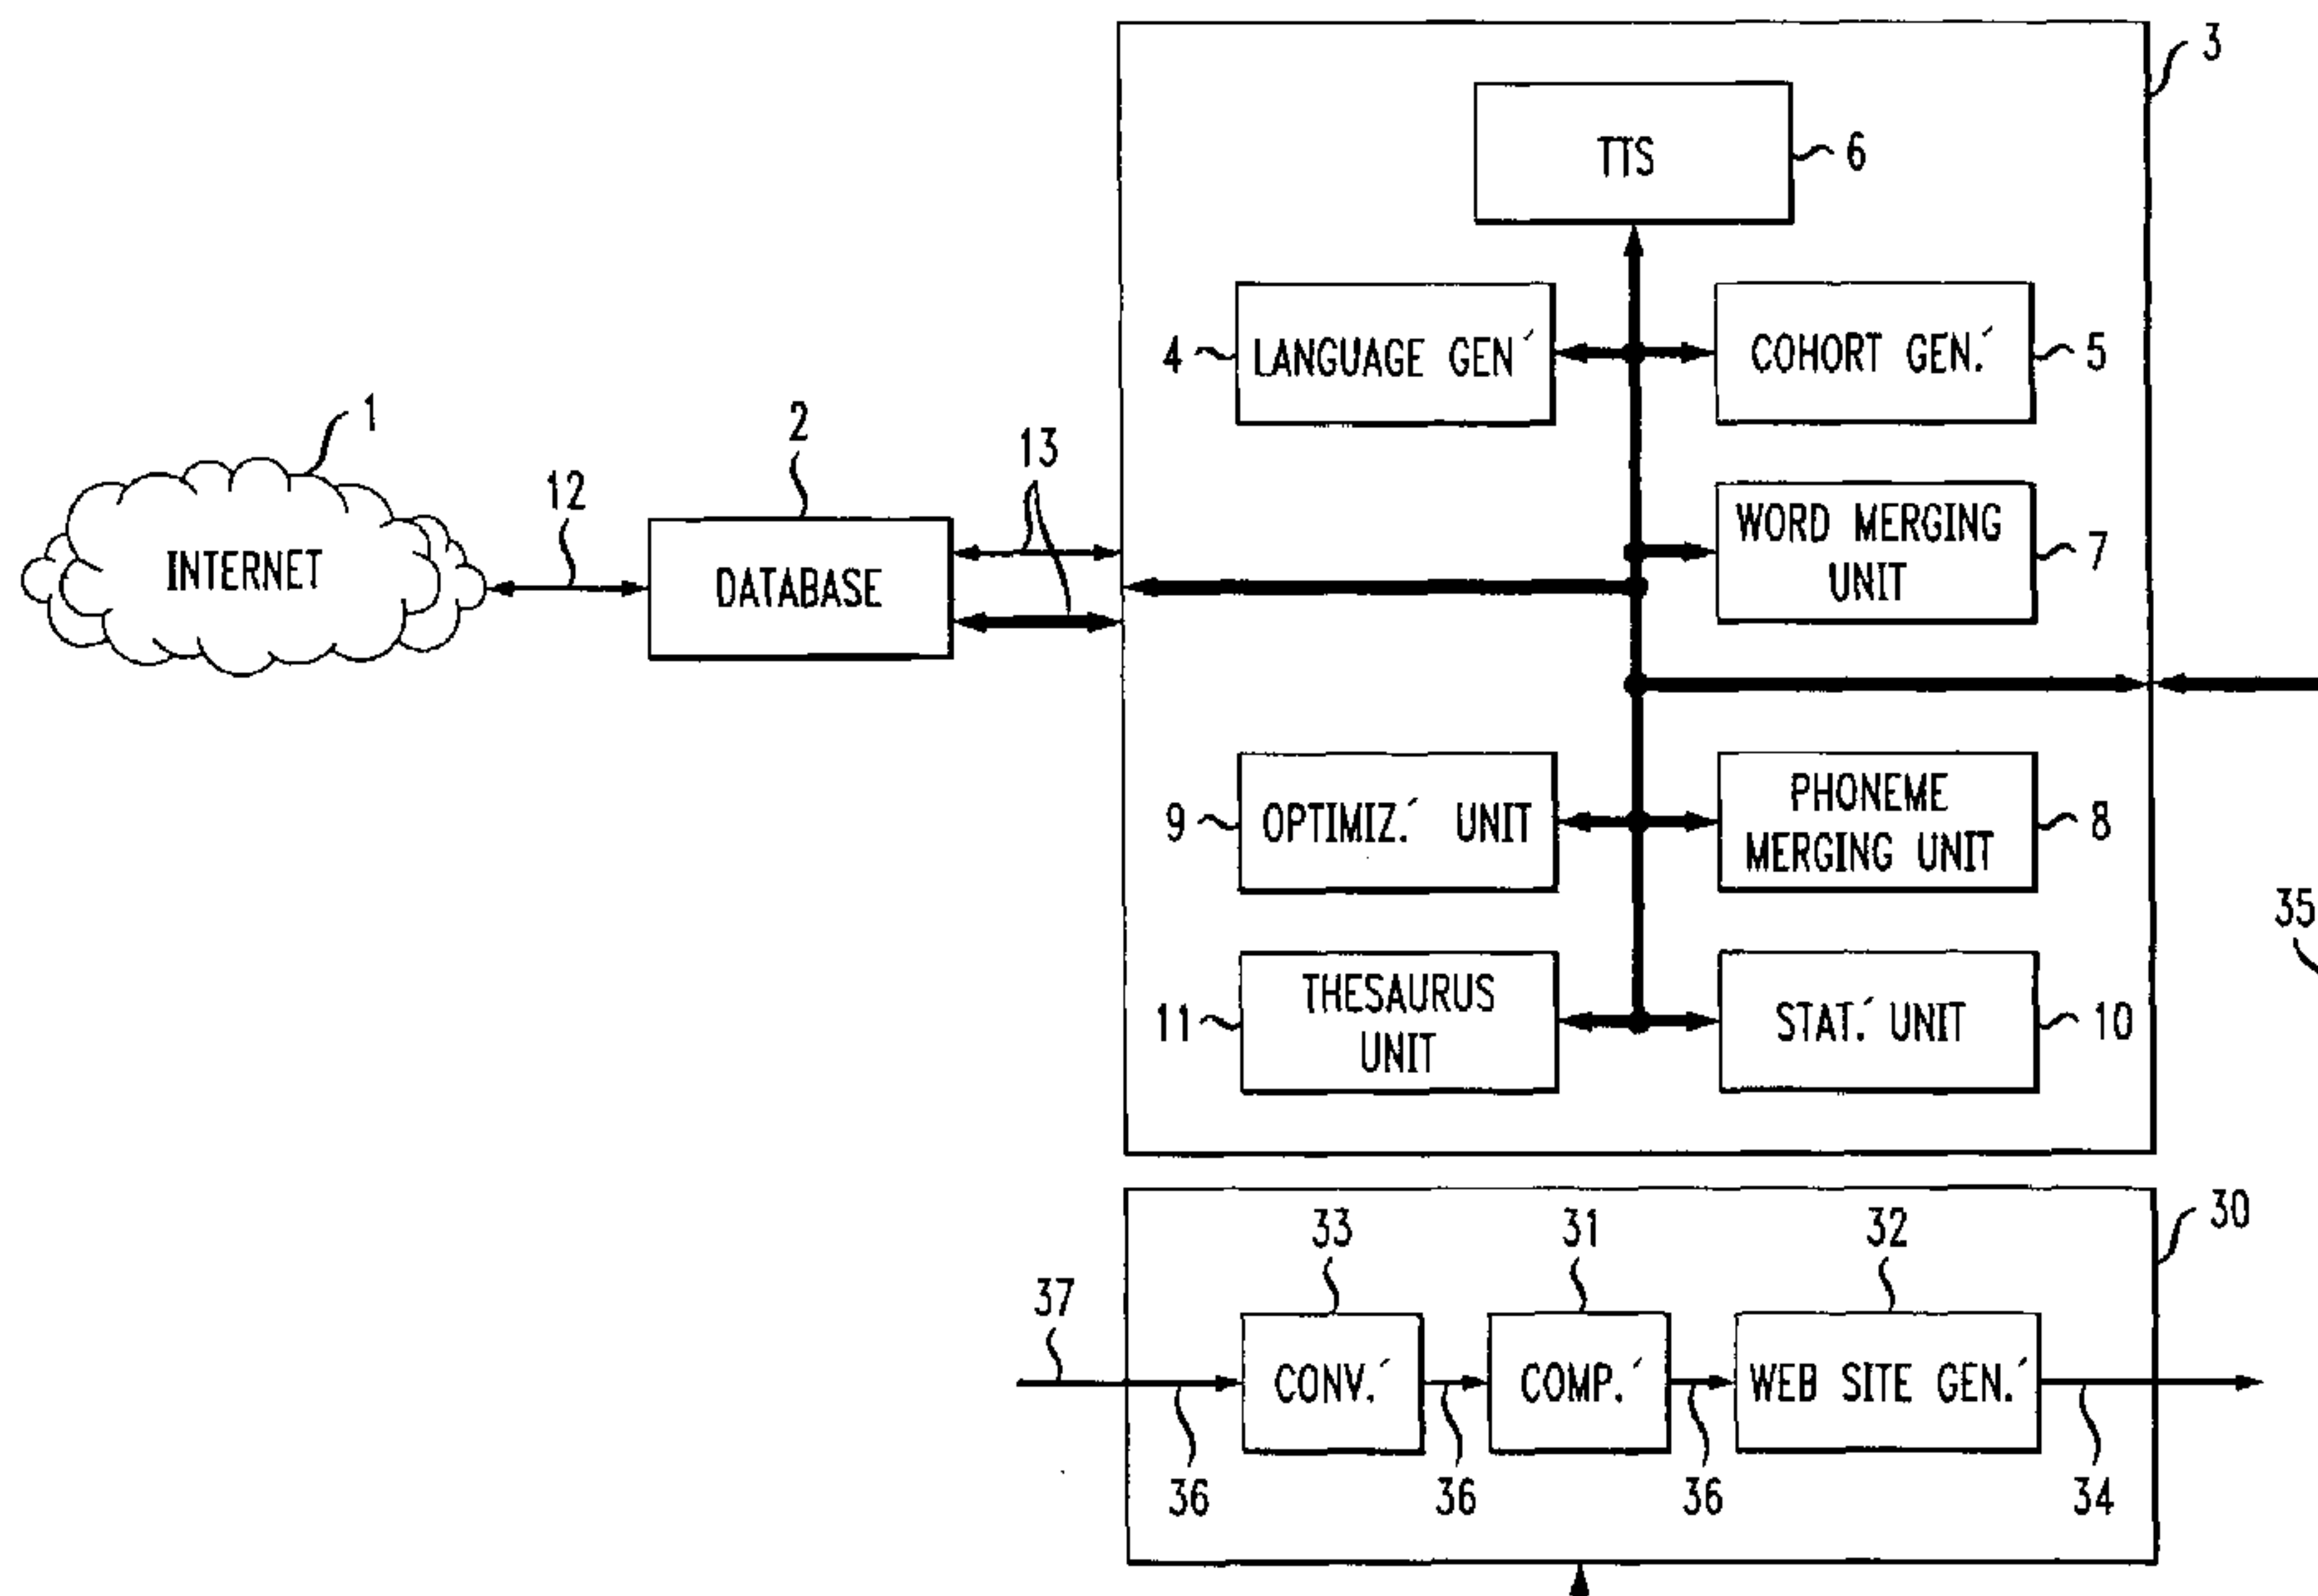 3
TTS
6
4
LANGUAGE GEN´
COHORT GEN.´
5
1
2
13
12
INTERNET
DATABASE
WORD MERGING
UNIT
7
9
OPTIMIZ.´ UNIT
PHONEME
MERGING UNIT
8
35
11
THESAURUS
UNIT
STAT.´ UNIT
10
30
33
31
32
37
CONV.´
COMP.´
WEB SITE GEN.´
36
36
36
34